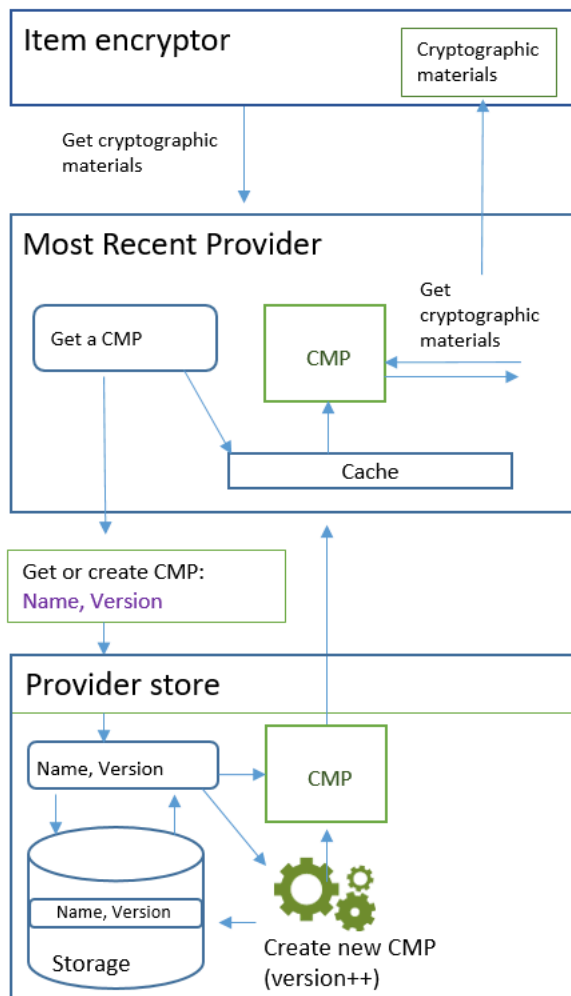 Item encryptor
Cryptographic
materials
Get cryptographic
materials
Most Recent Provider
Get
cryptographic
materials
Get a CMP
CMP
Cache
Get or create CMP:
Name, Version
Provider store
Name, Version
CMP
Name, Version
Storage
Create new CMP
(version++)